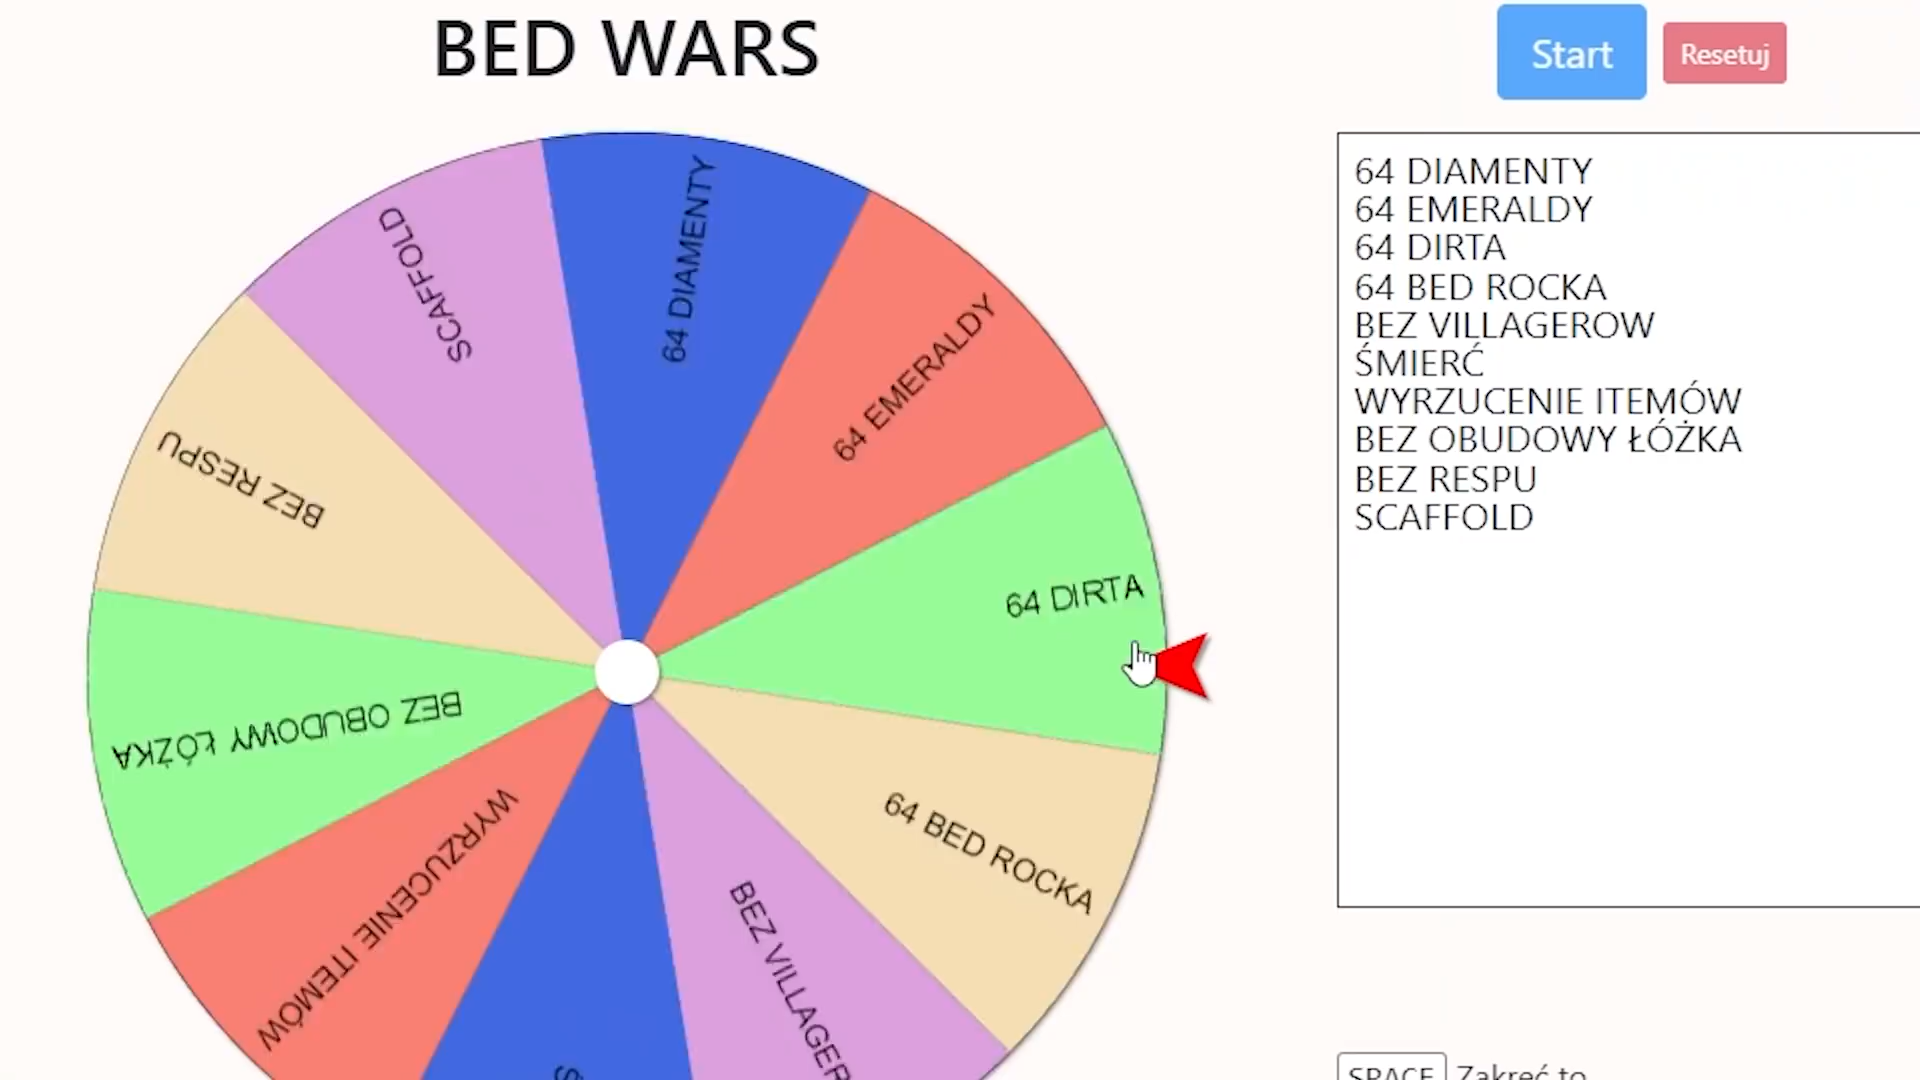 BED WARS
Start
Resetuj
64 DIAMENTY
64 EMERALDY
64 DIRTA
64 BED ROCKA
BEZ VILLAGEROW
ŚMIERĆ
WYRZUCENIE ITEMÓW
BEZ OBUDOWY ŁÓŻKA
BEZ RESPU
SCAFFOLD
SCAFFOLD
64 DIAMENTY
64 EMERALDY
BEZ RESPU
64 DIRTA
BEZ OBUDOWY ŁÓŻKA
64 BED ROCKA
WYRZUCENIE ITEMÓW
BEZ VILLAGER
SPACE Zakręć to